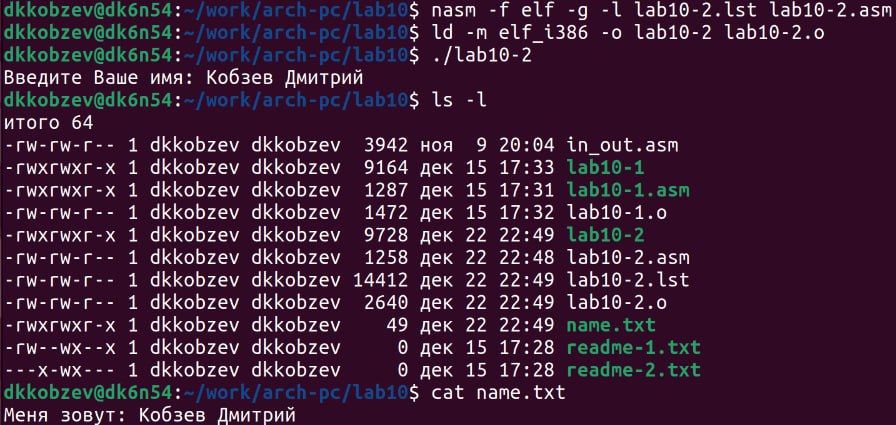 dkkobzev@dk6n54:~/work/arch-pc/lab10$ nasm -f elf -g -l lab10-2.lst lab10-2.asm
dkkobzev@dk6n54:~/work/arch-pc/lab10$ ld -m elf_i386 -o lab10-2 lab10-2.o
dkkobzev@dk6n54:~/work/arch-pc/lab10$ ./lab10-2
Введите Ваше имя: Кобзев Дмитрий
dkkobzev@dk6n54:~/work/arch-pc/lab10$ ls -l
итого 64
-rw-rw-r-- 1 dkkobzev dkkobzev  3942 ноя  9 20:04 in_out.asm
-rwxrwxr-x 1 dkkobzev dkkobzev  9164 дек 15 17:33 lab10-1
-rwxrwxr-x 1 dkkobzev dkkobzev  1287 дек 15 17:31 lab10-1.asm
-rw-rw-r-- 1 dkkobzev dkkobzev  1472 дек 15 17:32 lab10-1.o
-rwxrwxr-x 1 dkkobzev dkkobzev  9728 дек 22 22:49 lab10-2
-rw-rw-r-- 1 dkkobzev dkkobzev  1258 дек 22 22:48 lab10-2.asm
-rw-rw-r-- 1 dkkobzev dkkobzev 14412 дек 22 22:49 lab10-2.lst
-rw-rw-r-- 1 dkkobzev dkkobzev  2640 дек 22 22:49 lab10-2.o
-rwxrwxr-x 1 dkkobzev dkkobzev    49 дек 22 22:49 name.txt
-rw--wx--x 1 dkkobzev dkkobzev     0 дек 15 17:28 readme-1.txt
---x-wx--- 1 dkkobzev dkkobzev     0 дек 15 17:28 readme-2.txt
dkkobzev@dk6n54:~/work/arch-pc/lab10$ cat name.txt
Меня зовут: Кобзев Дмитрий